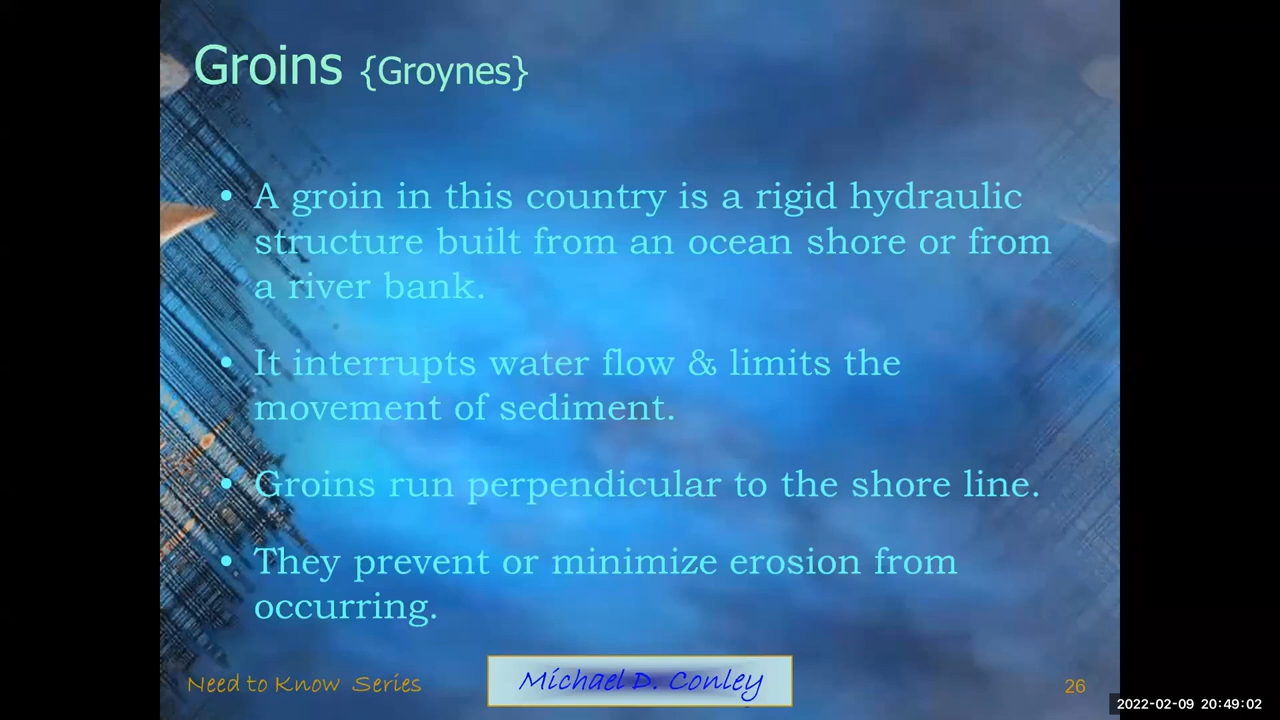 Groins {Groynes}
• A groin in this country is a rigid hydraulic
structure built from an ocean shore or from
a river bank.
• It interrupts water flow & limits the
movement of sediment.
• Groins run perpendicular to the shore line.
• They prevent or minimize erosion from
occurring.
Need to Know Series
Michael D. Conley
26
2022-02-09 20:49:02